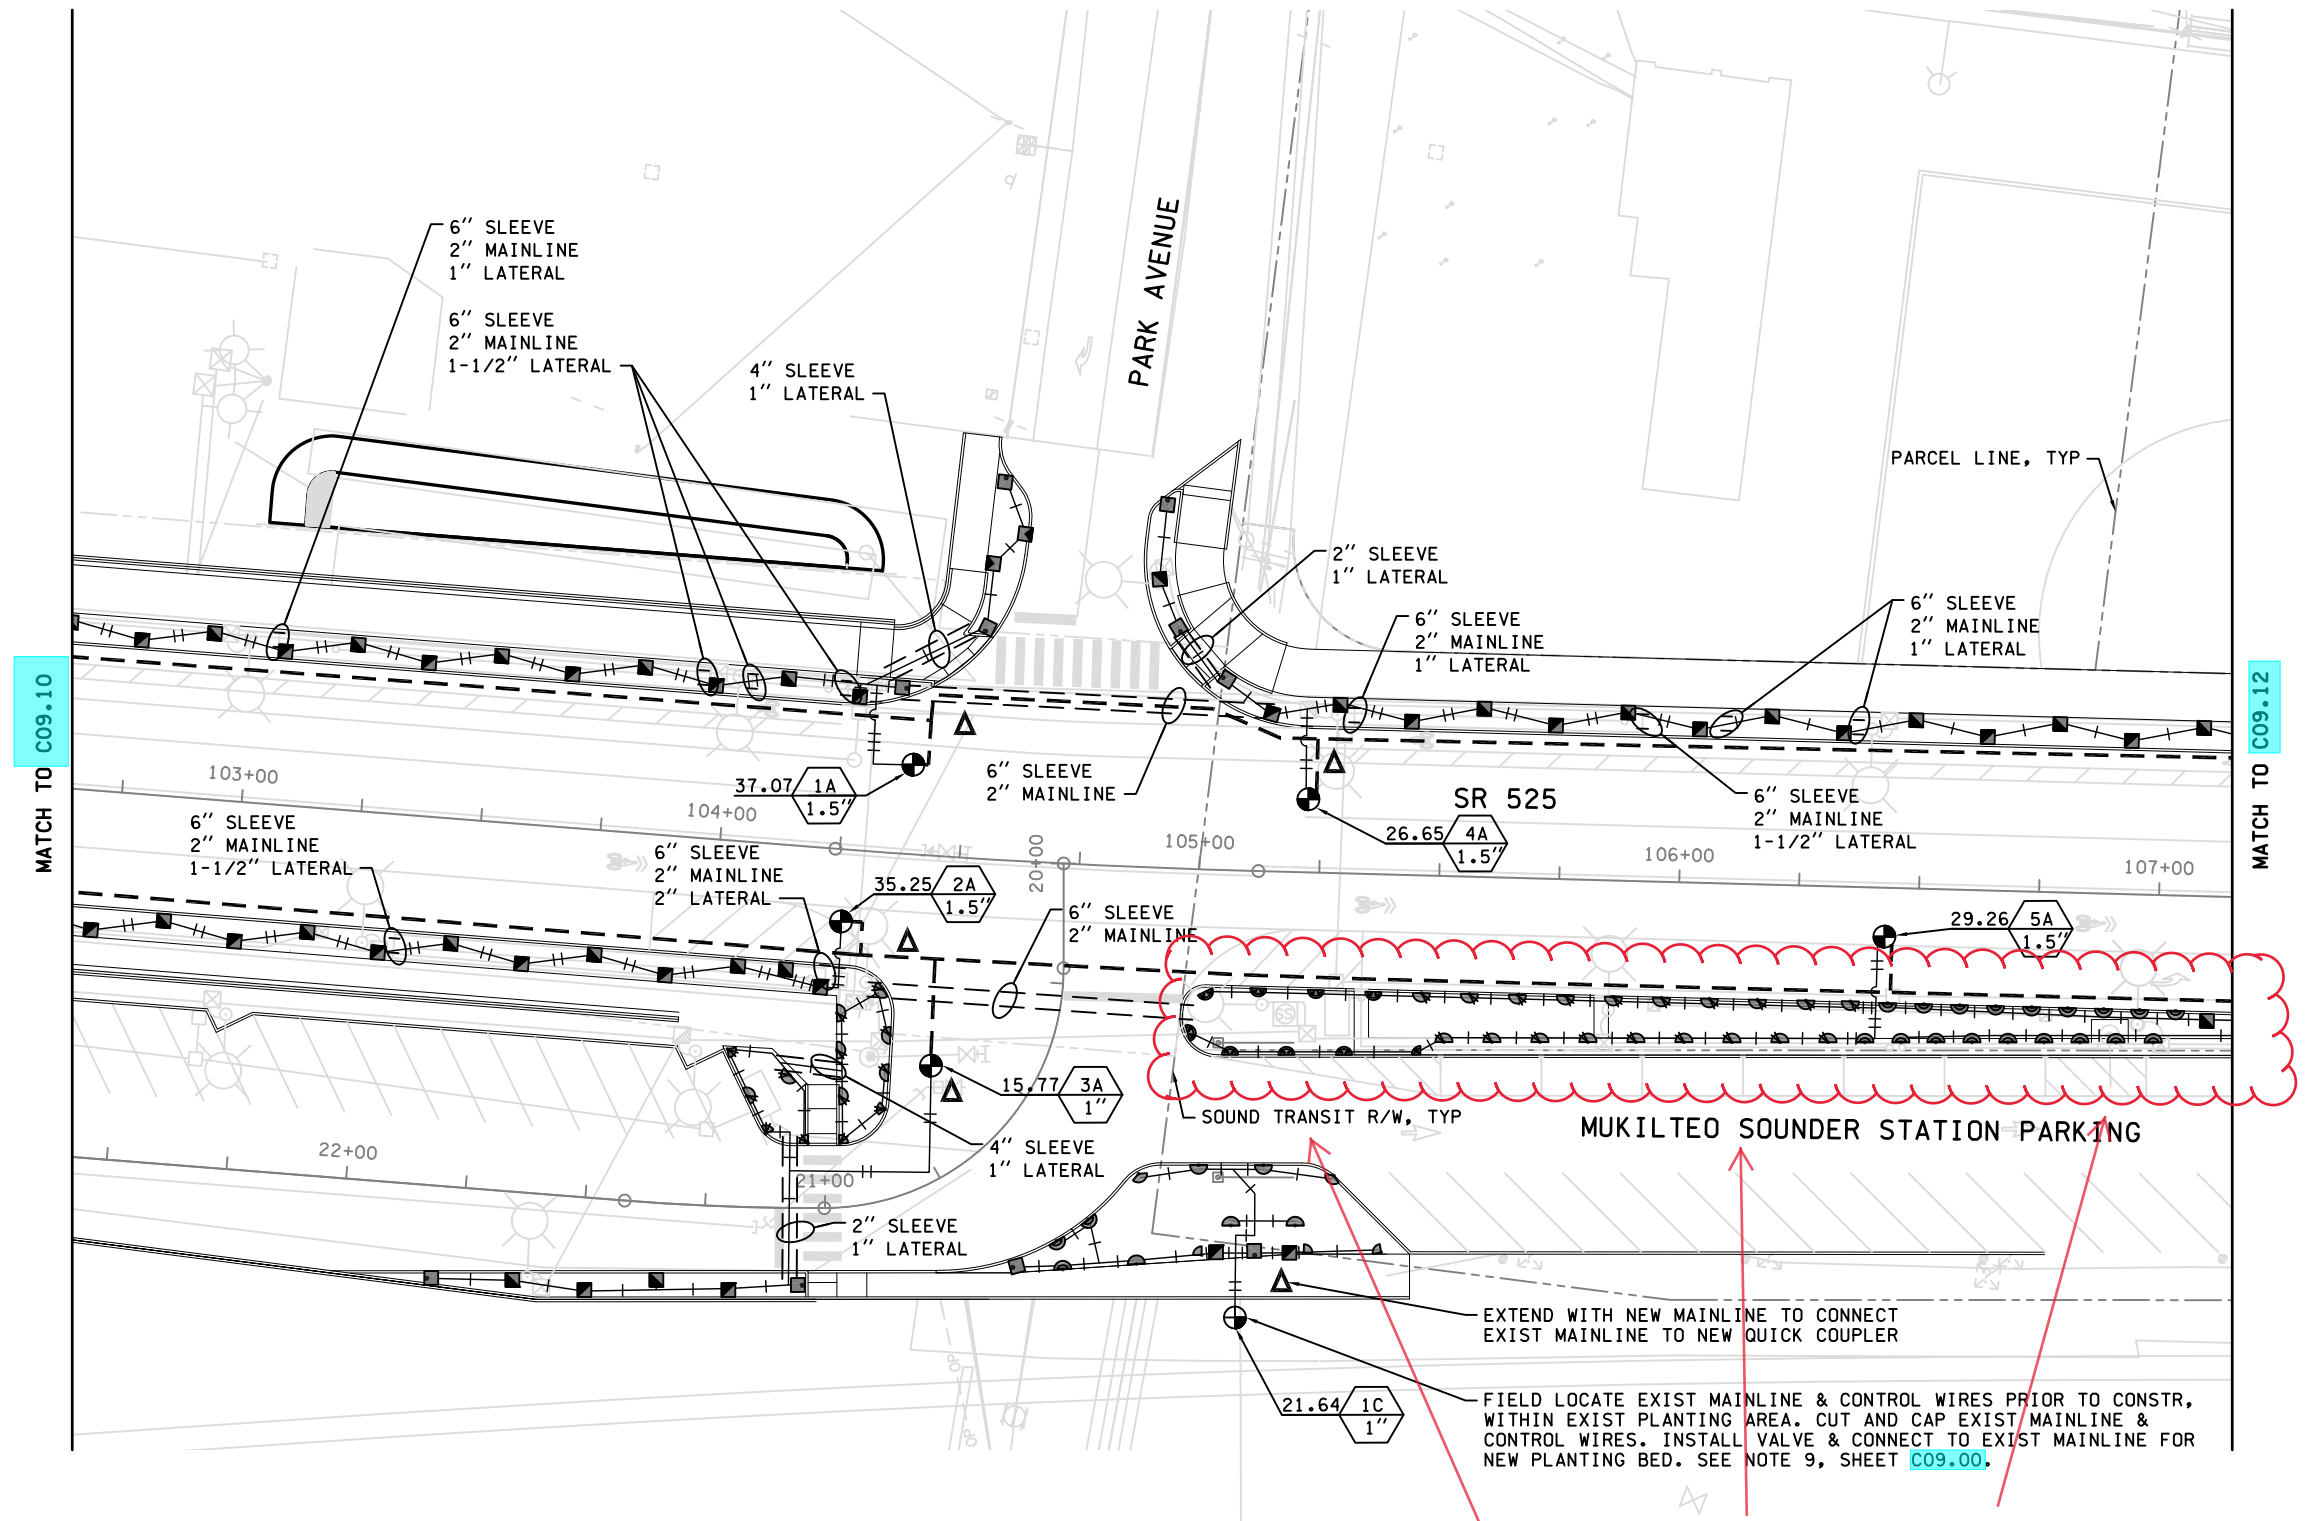 6" SLEEVE
2" MAINLINE
1" LATERAL
6" SLEEVE
2" MAINLINE
1-1/2" LATERAL
4" SLEEVE
1" LATERAL
PARK AVENUE
PARCEL LINE, TYP
2" SLEEVE
1" LATERAL
6" SLEEVE
2" MAINLINE
1" LATERAL
6" SLEEVE
2" MAINLINE
1" LATERAL
MATCH TO C09.10
MATCH TO C09.12
103+00
37.07
1A
1.5"
6" SLEEVE
2" MAINLINE
SR 525
6" SLEEVE
2" MAINLINE
1-1/2" LATERAL
104+00
105+00
26.65
4A
1.5"
106+00
107+00
6" SLEEVE
2" MAINLINE
1-1/2" LATERAL
6" SLEEVE
2" MAINLINE
2" LATERAL
35.25
2A
1.5"
20+00
6" SLEEVE
2" MAINLINE
29.26
5A
1.5"
SS
15.77
3A
1"
SOUND TRANSIT R/W, TYP
MUKILTEO SOUNDER STATION PARKING
4" SLEEVE
1" LATERAL
22+00
21+00
2" SLEEVE
1" LATERAL
EXTEND WITH NEW MAINLINE TO CONNECT
EXIST MAINLINE TO NEW QUICK COUPLER
21.64
1C
1"
FIELD LOCATE EXIST MAINLINE & CONTROL WIRES PRIOR TO CONSTR,
WITHIN EXIST PLANTING AREA. CUT AND CAP EXIST MAINLINE &
CONTROL WIRES. INSTALL VALVE & CONNECT TO EXIST MAINLINE FOR
NEW PLANTING BED. SEE NOTE 9, SHEET C09.00.
OP
OP